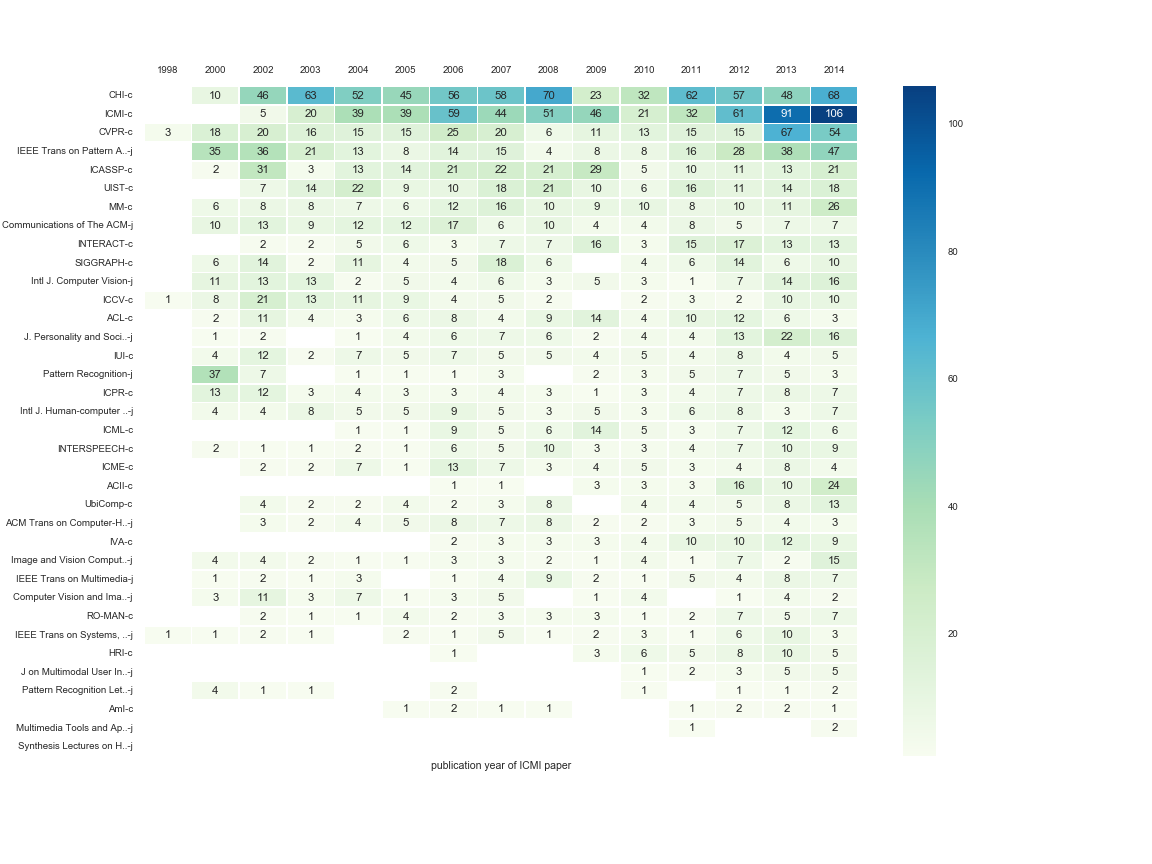 1998 2000 2002 2003 2004 2005 2006 2007 2008 2009 2010 2011 2012 2013 2014
CHI-c 10 46 63 52 45 56 58 70 23 32 62 57 48 68
ICMI-c 5 20 39 39 59 44 51 46 21 32 61 91 106
CVPR-c 3 18 20 16 15 15 25 20 6 11 13 15 15 67 54
IEEE Trans on Pattern A..-j 35 36 21 13 8 14 15 4 8 8 16 28 38 47
ICASSP-c 2 31 3 13 14 21 22 21 29 5 10 11 13 21
UIST-c 7 14 22 9 10 18 21 10 6 16 11 14 18
MM-c 6 8 8 7 6 12 16 10 9 10 8 10 11 26
Communications of The ACM-j 10 13 9 12 12 17 6 10 4 4 8 5 7 7
INTERACT-c 2 2 5 6 3 7 7 16 3 15 17 13 13
SIGGRAPH-c 6 14 2 11 4 5 18 6 4 6 14 6 10
Intl J. Computer Vision-j 11 13 13 2 5 4 6 3 5 3 1 7 14 16
ICCV-c 1 8 21 13 11 9 4 5 2 2 3 2 10 10
ACL-c 2 11 4 3 6 8 4 9 14 4 10 12 6 3
J. Personality and Soci..-j 1 2 1 4 6 7 6 2 4 4 13 22 16
IUI-c 4 12 2 7 5 7 5 5 4 5 4 8 4 5
Pattern Recognition-j 37 7 1 1 1 3 2 3 5 7 5 3
ICPR-c 13 12 3 4 3 3 4 3 1 3 4 7 8 7
Intl J. Human-computer ..-j 4 4 8 5 5 9 5 3 5 3 6 8 3 7
ICML-c 1 1 9 5 6 14 5 3 7 12 6
INTERSPEECH-c 2 1 1 2 1 6 5 10 3 3 4 7 10 9
ICME-c 2 2 7 1 13 7 3 4 5 3 4 8 4
ACII-c 1 1 3 3 3 16 10 24
UbiComp-c 4 2 2 4 2 3 8 4 4 5 8 13
ACM Trans on Computer-H..-j 3 2 4 5 8 7 8 2 2 3 5 4 3
IVA-c 2 3 3 3 4 10 10 12 9
Image and Vision Comput..-j 4 4 2 1 1 3 3 2 1 4 1 7 2 15
IEEE Trans on Multimedia-j 1 2 1 3 1 4 9 2 1 5 4 8 7
Computer Vision and Ima..-j 3 11 3 7 1 3 5 1 4 1 4 2
RO-MAN-c 2 1 1 4 2 3 3 3 1 2 7 5 7
IEEE Trans on Systems, ..-j 1 1 2 1 2 1 5 1 2 3 1 6 10 3
HRI-c 1 3 6 5 8 10 5
J on Multimodal User In..-j 1 2 3 5 5
Pattern Recognition Let..-j 4 1 1 2 1 1 1 2
AmI-c 1 2 1 1 1 2 2 1
Multimedia Tools and Ap..-j 1 2
Synthesis Lectures on H..-j
publication year of ICMI paper
100
80
60
40
20